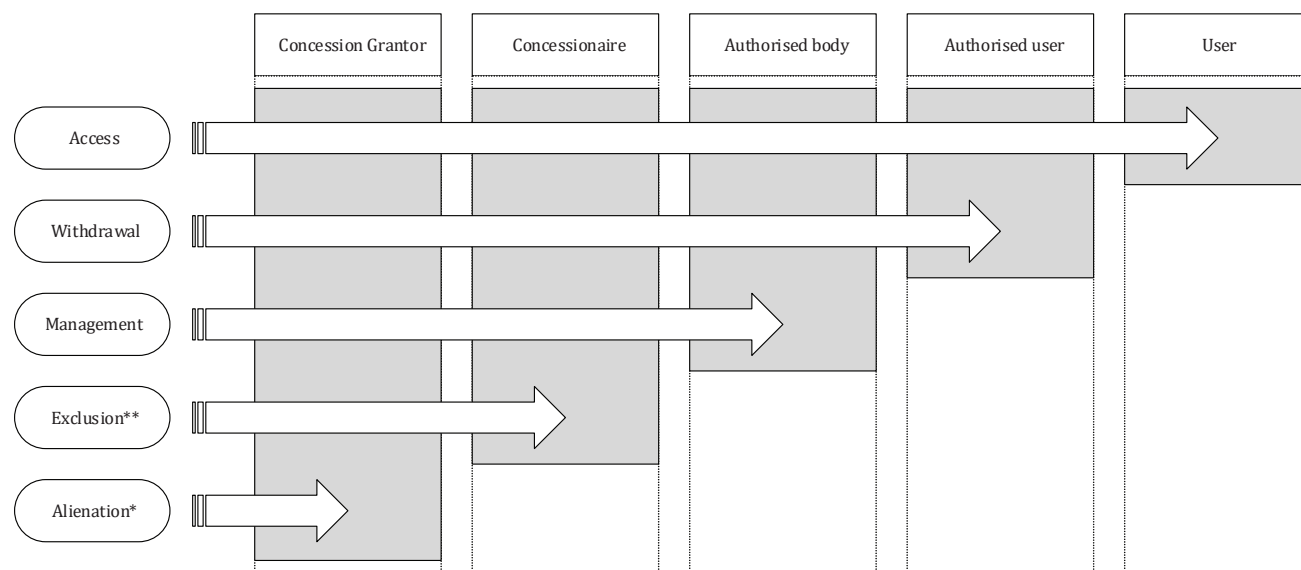 Concession Grantor
Concessionaire
Authorised body
Authorised user
User
Access
Withdrawal
Management
Exclusion**
Alienation*